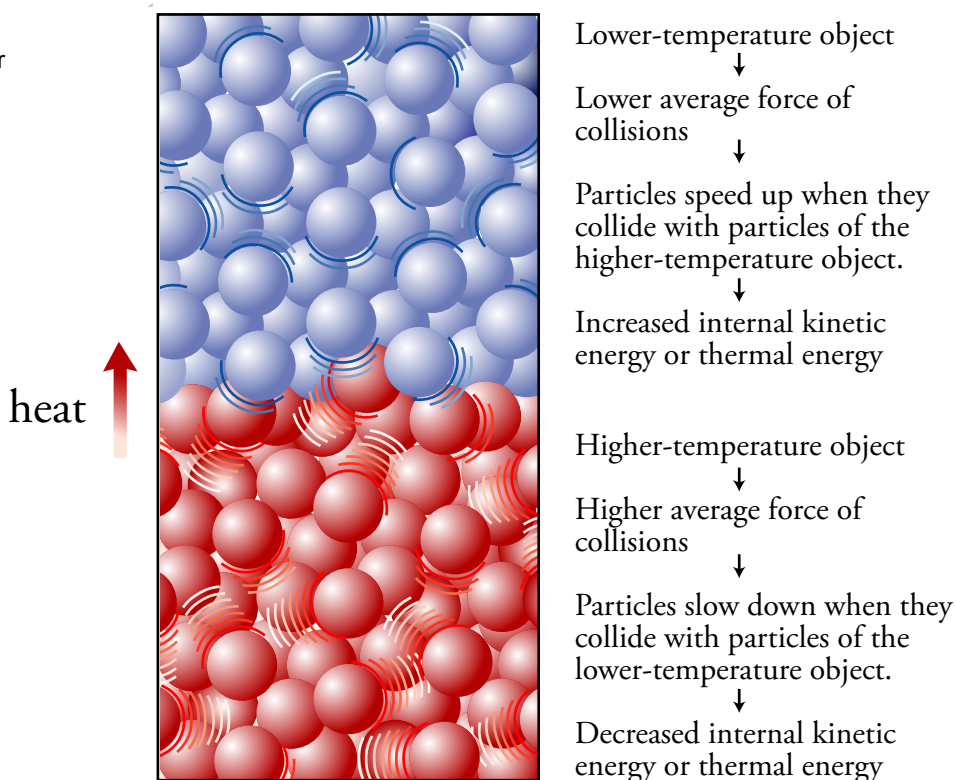 r
Lower-temperature object
Lower average force of
collisions
Particles speed up when they
collide with particles of the
higher-temperature object.
Increased internal kinetic
energy or thermal energy
heat
Higher-temperature object
Higher average force of
collisions
Particles slow down when they
collide with particles of the
lower-temperature object.
Decreased internal kinetic
energy or thermal energy